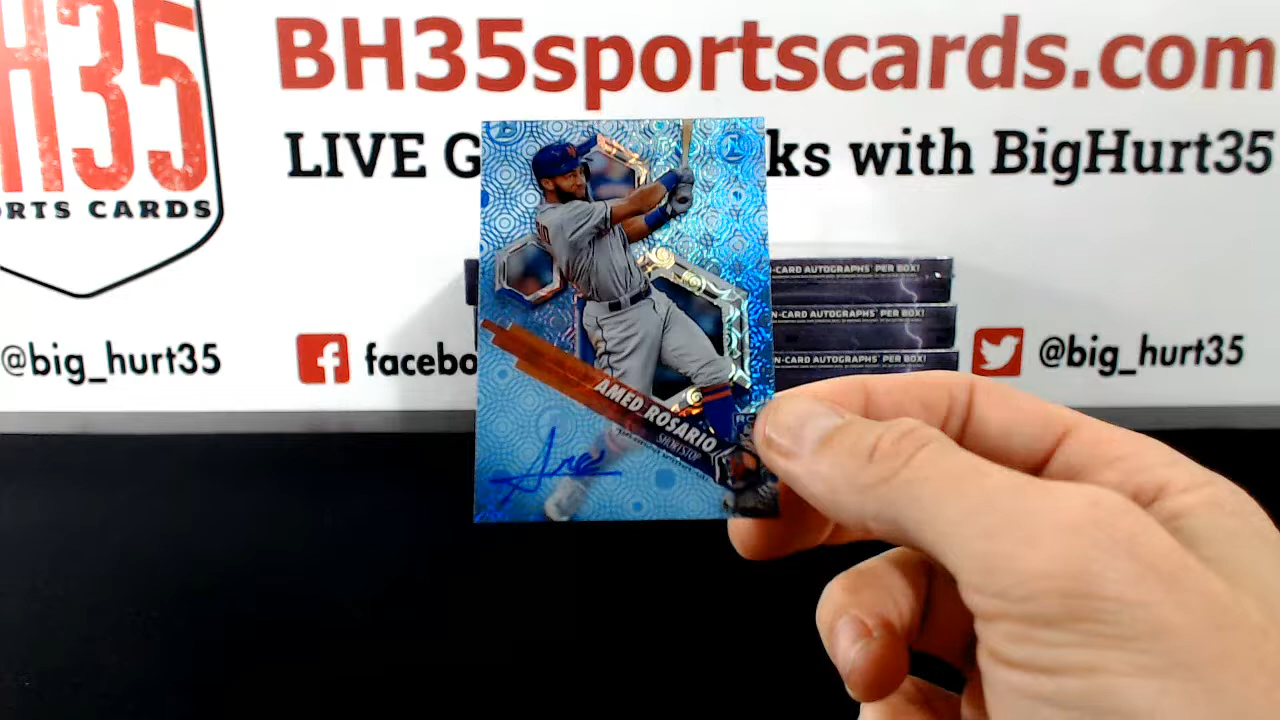 H35
ORTS CARDS
BH35sportscards.com
LIVE G ks with BigHurt35
-CARD AUTOGRAPHS PER BOX!
N-CARD AUTOGRAPHS PER BOX!
-CARD AUTOGRAPHS PER BOX!
@big_hurt35
f facebo
@big_hurt35
AMED ROSARIO
SHORTSTOP
RC